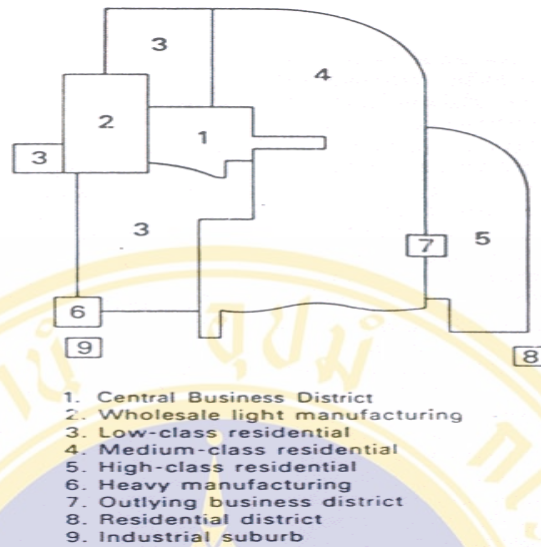 3
4
2
1
3
3
7
5
6
9
8
1. Central Business District
2. Wholesale light manufacturing
3. Low-class residential
4. Medium-class residential
5. High-class residential
6. Heavy manufacturing
7. Outlying business district
8. Residential district
9. Industrial suburb